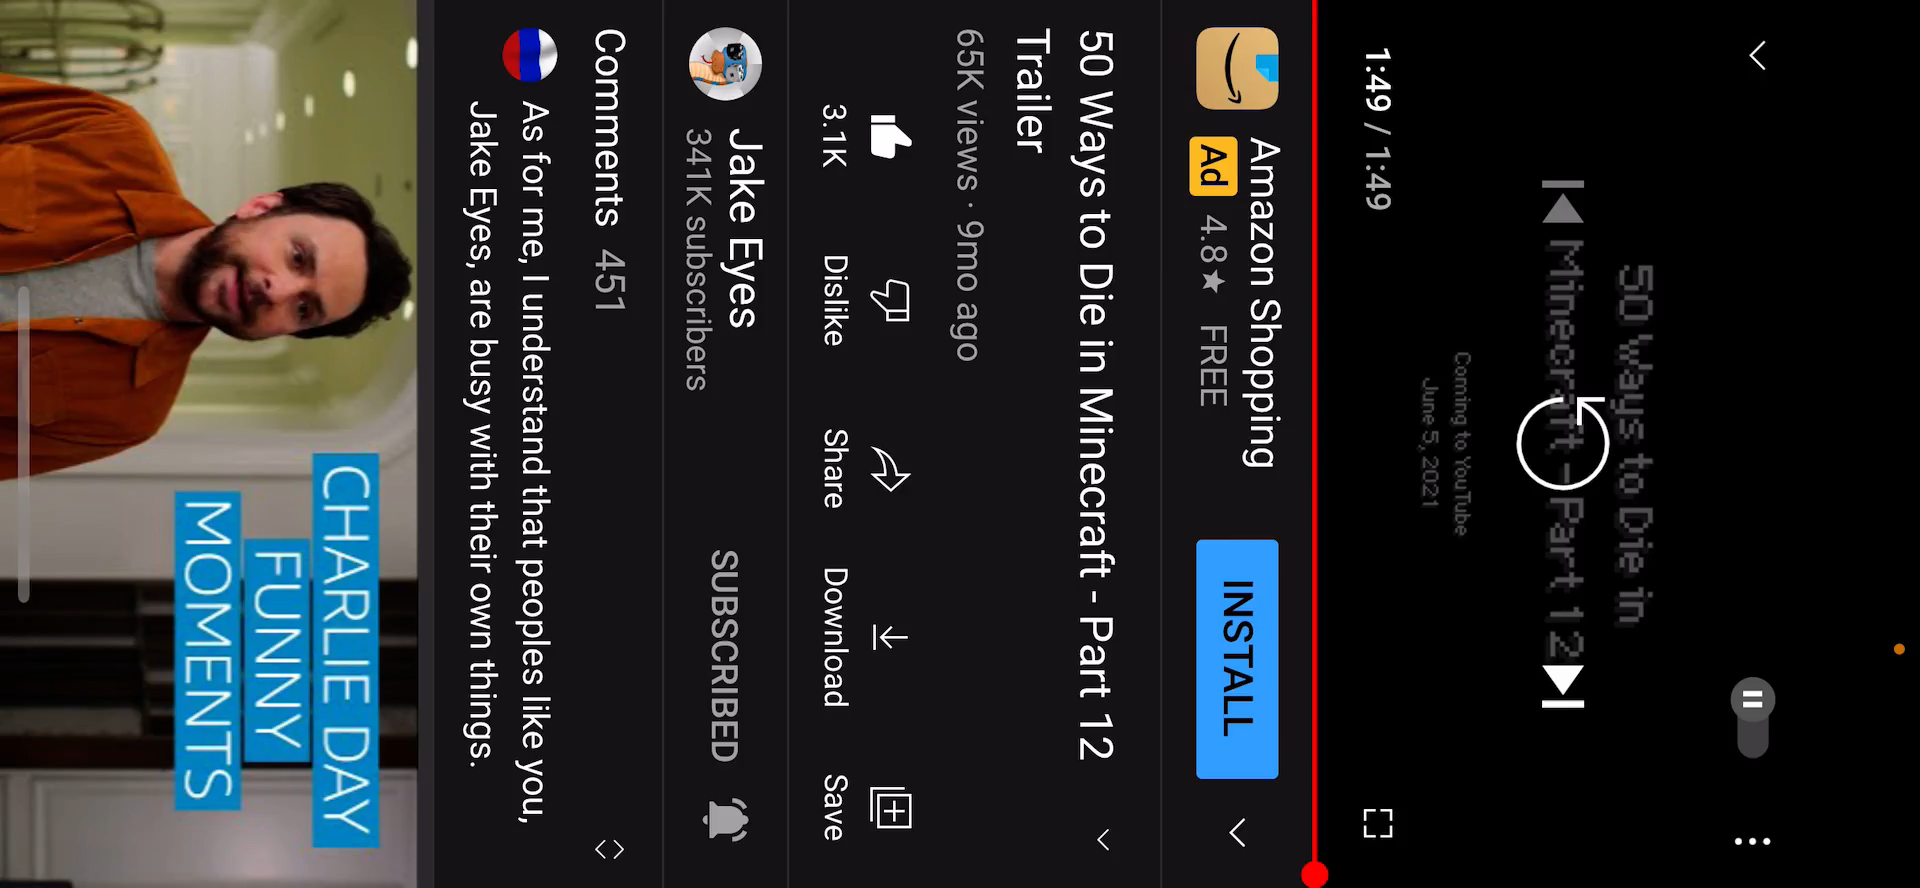 50 Ways to Die in
Minecraft - Part 12
Coming to YouTube
June 5, 2021
1:49 / 1:49
Amazon Shopping
Ad 4.8★ FREE
INSTALL
50 Ways to Die in Minecraft - Part 12
Trailer
65K views · 9mo ago
3.1K
Dislike
Share
Download
Save
Jake Eyes
341K subscribers
SUBSCRIBED
Comments 451
As for me, I understand that peoples like you,
Jake Eyes, are busy with their own things.
CHARLIE DAY
FUNNY
MOMENTS